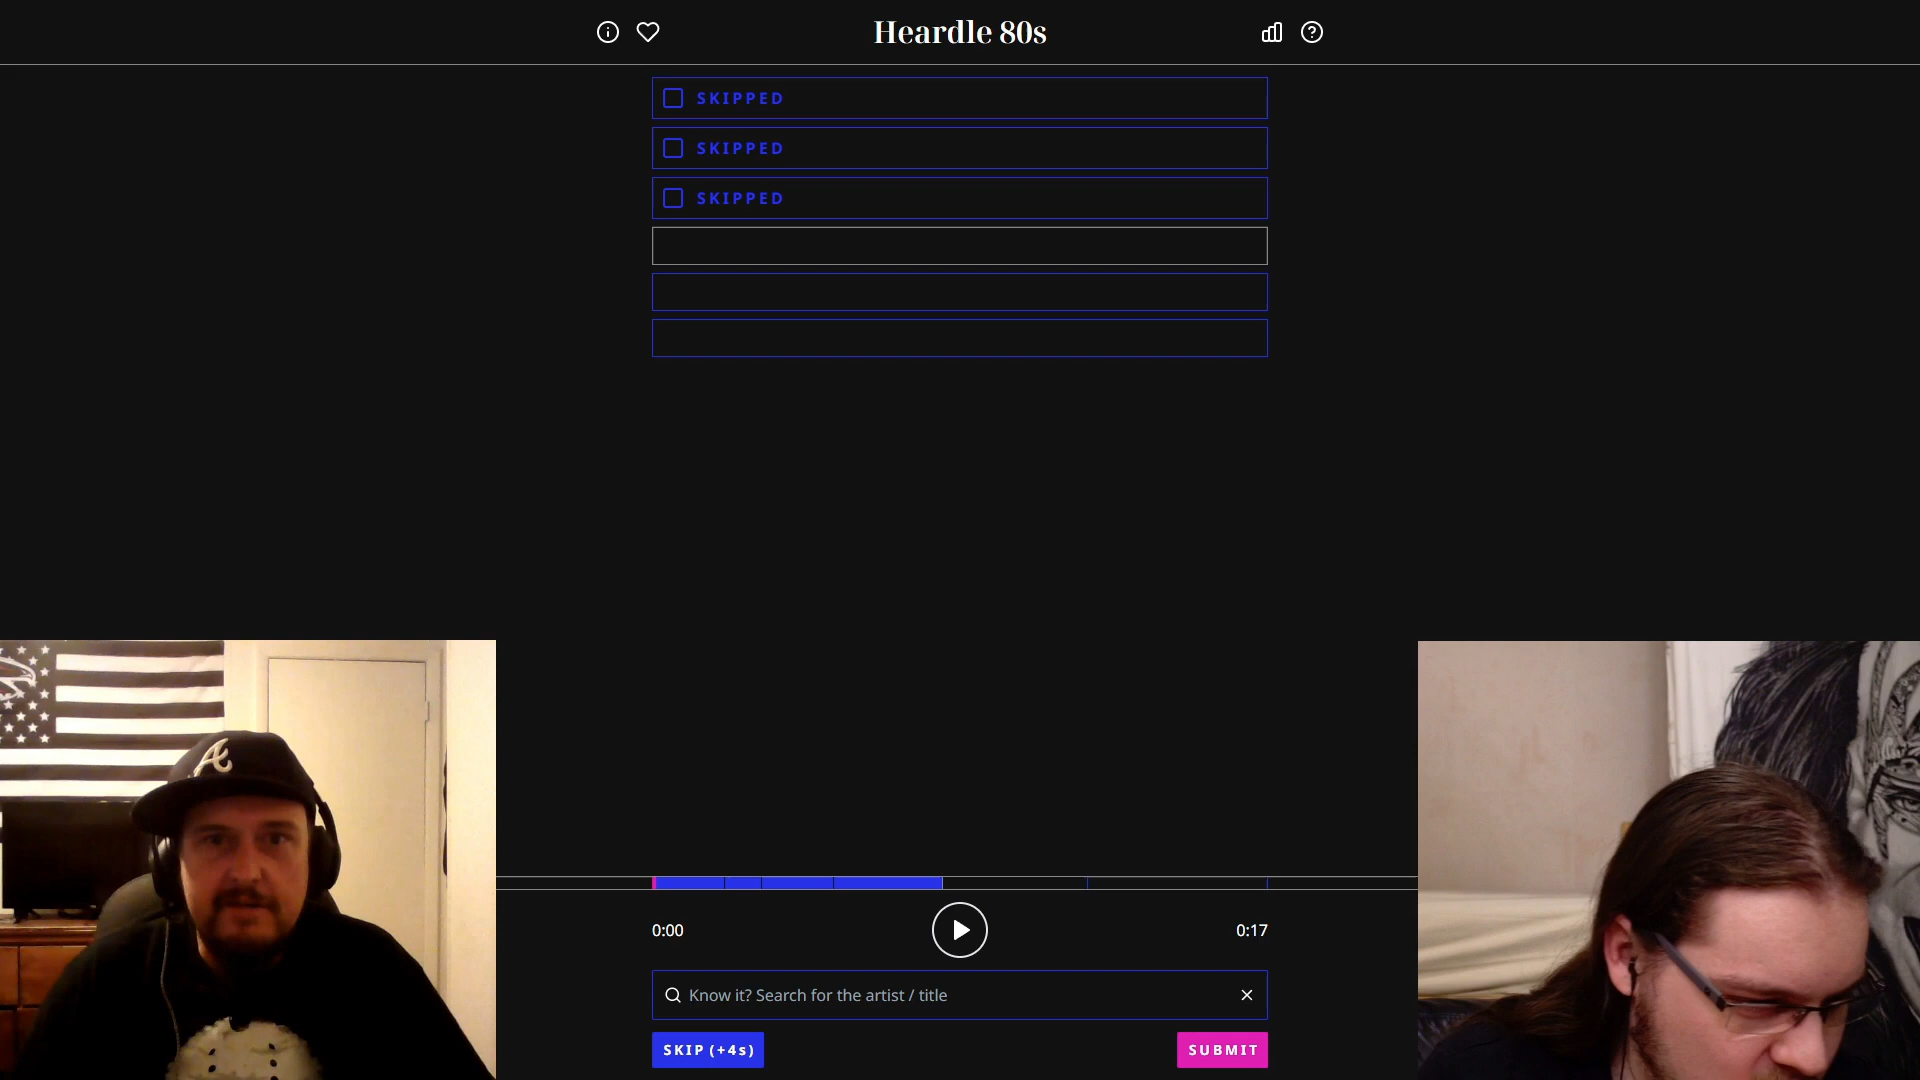 Heardle 80s
SKIPPED
SKIPPED
SKIPPED
0:00
0:17
Know it? Search for the artist / title
SKIP (+4s)
SUBMIT
A